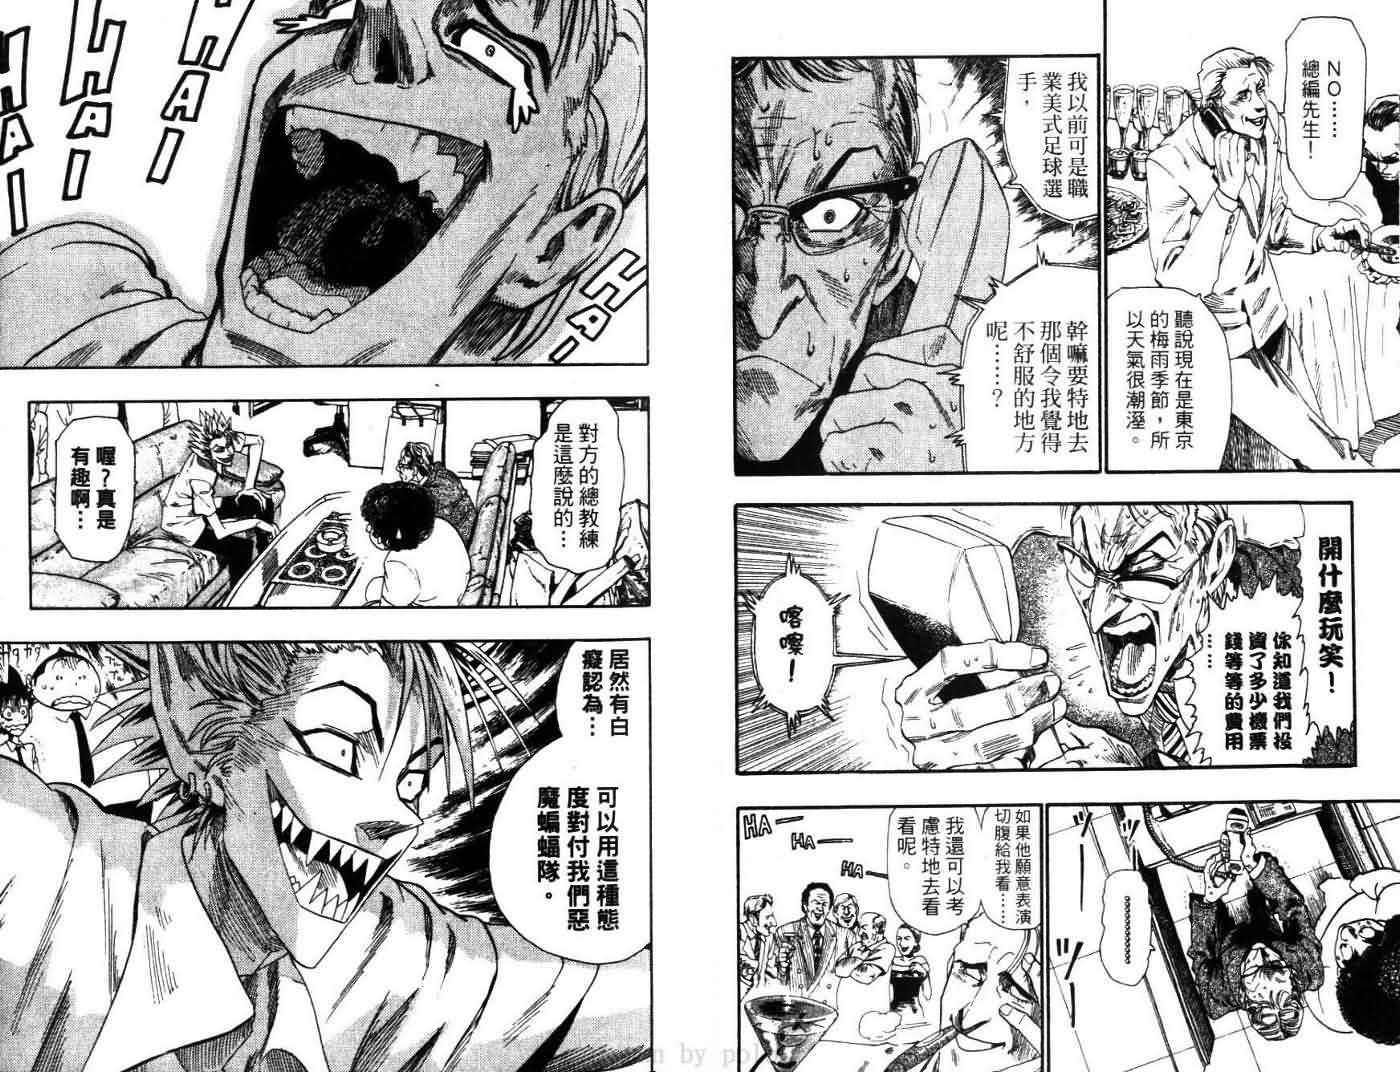 NO……
總編先生！
聽說現在是東京
的梅雨季節，所
以天氣很潮溼。
我以前可是職
業美式足球選
手，
幹嘛要特地去
那個令我覺得
不舒服的地方
呢……？
開什麼玩笑！
你知道我們投
資了多少機票
錢等等的費用
……
喀嚓！
………………
如果他願意表演
切腹給我看……
我還可以考
慮特地去看
看呢。
HA
HA
HA
HA!
HA!
HA!
HA-
HA-
對方的總教練
是這麼說的…
喔？真是
有趣啊…
居然有白
癡認為…
可以用這種態
度對付我們惡
魔蝙蝠隊。
ガタガタ